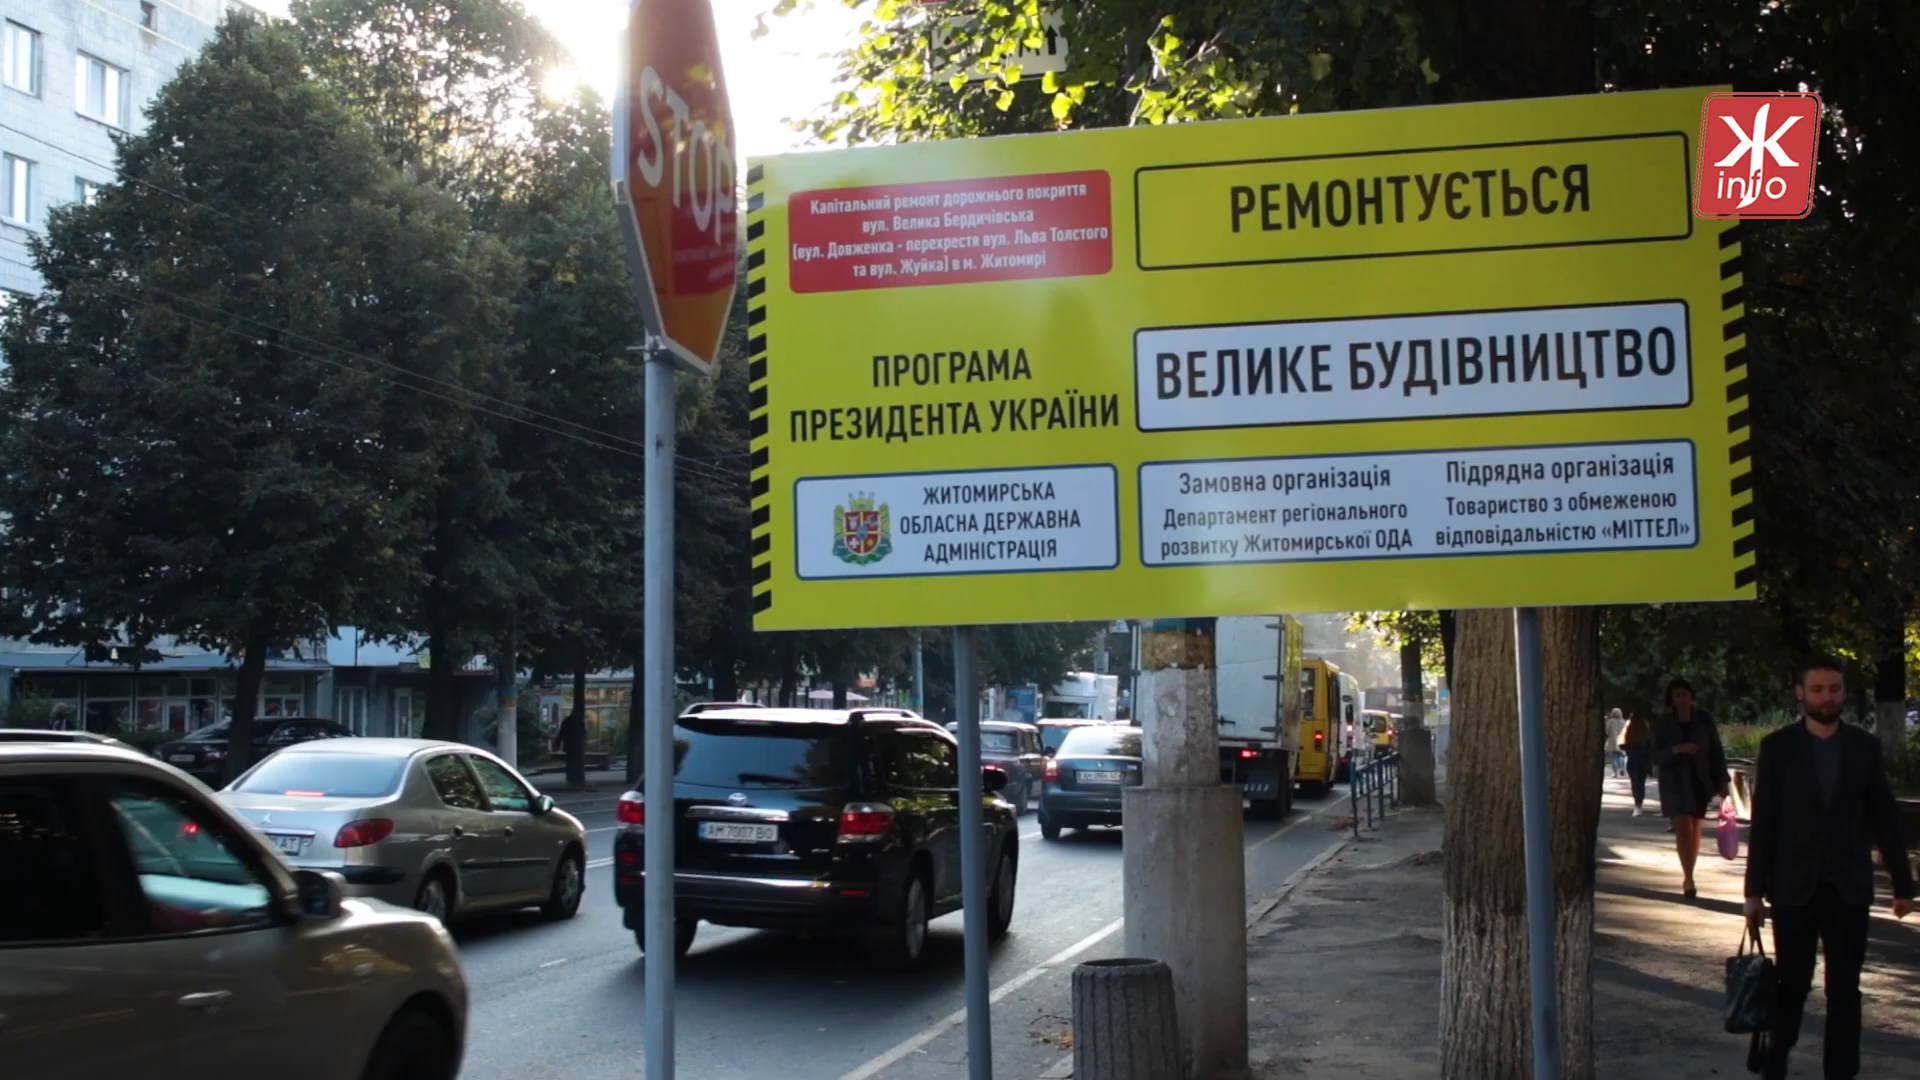 STOP
Капітальний ремонт дорожнього покриття
вул. Велика Бердичівська
(вул. Довженка - перехрестя вул. Льва Толстого
та вул. Жуйка) в м. Житомирі
РЕМОНТУЄТЬСЯ
ПРОГРАМА
ПРЕЗИДЕНТА УКРАЇНИ
ВЕЛИКЕ БУДІВНИЦТВО
ЖИТОМИРСЬКА
ОБЛАСНА ДЕРЖАВНА
АДМІНІСТРАЦІЯ
Замовна організація
Департамент регіонального
розвитку Житомирської ОДА
Підрядна організація
Товариство з обмеженою
відповідальністю «МІТТЕЛ»
Ж
info
AM 7007 BO